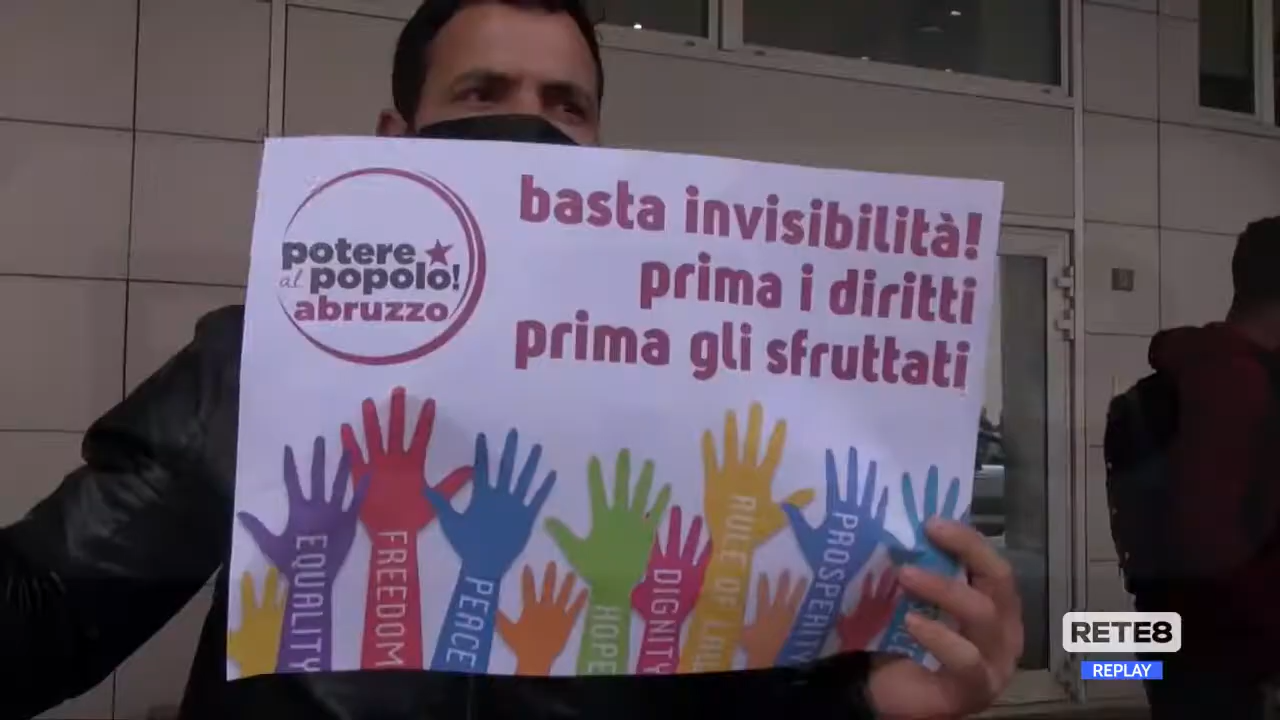 potere
al popolo!
abruzzo
basta invisibilità!
prima i diritti
prima gli sfruttati
EQUALITY
FREEDOM
PEACE
HOPE
DIGNITY
RULE OF LAW
PROSPERITY
RETE8
REPLAY